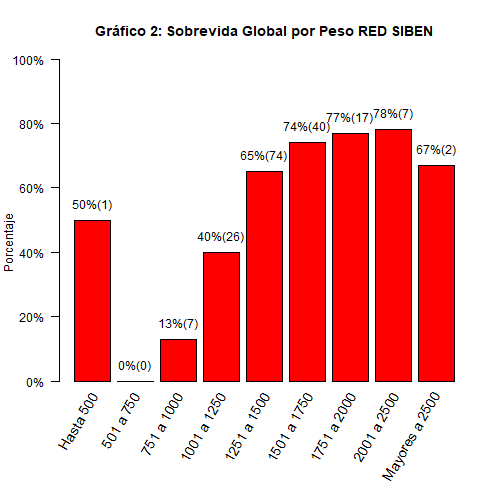 Gráfico 2: Sobrevida Global por Peso RED SIBEN
Porcentaje
100%
80%
60%
40%
20%
0%
50%(1)
0%(0)
13%(7)
40%(26)
65%(74)
74%(40)
77%(17)
78%(7)
67%(2)
Hasta 500
501 a 750
751 a 1000
1001 a 1250
1251 a 1500
1501 a 1750
1751 a 2000
2001 a 2500
Mayores a 2500